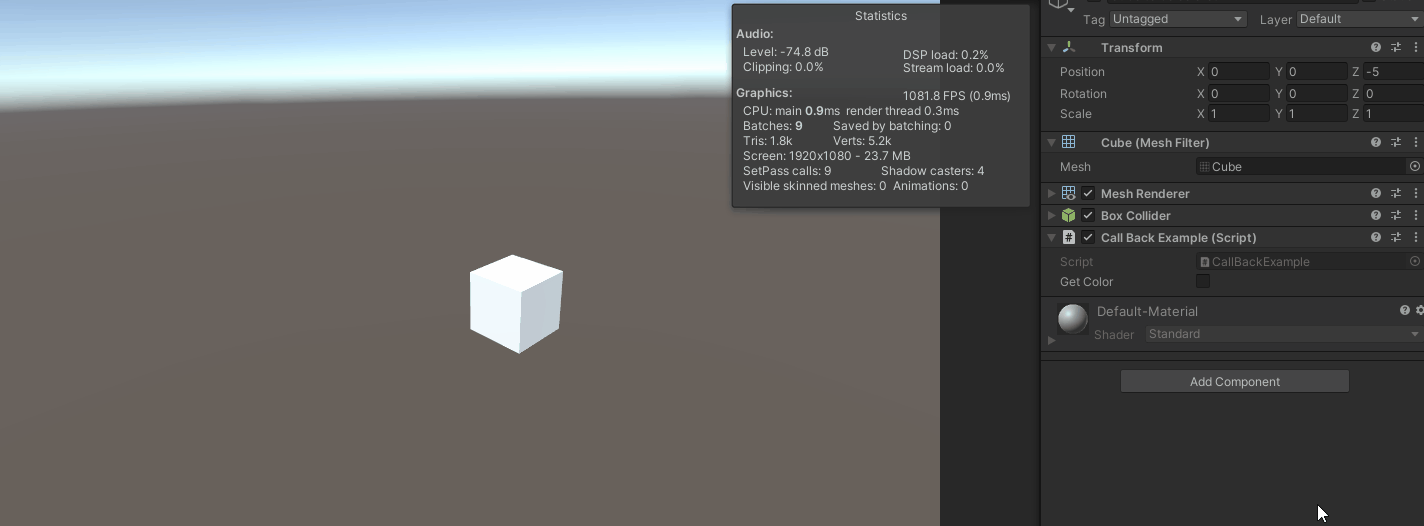 Statistics
Audio:
Level: -74.8 dB DSP load: 0.2%
Clipping: 0.0% Stream load: 0.0%
Graphics: 1081.8 FPS (0.9ms)
CPU: main 0.9ms render thread 0.3ms
Batches: 9 Saved by batching: 0
Tris: 1.8k Verts: 5.2k
Screen: 1920x1080 - 23.7 MB
SetPass calls: 9 Shadow casters: 4
Visible skinned meshes: 0 Animations: 0
Tag Untagged Layer Default
Transform
Position X 0 Y 0 Z -5
Rotation X 0 Y 0 Z 0
Scale X 1 Y 1 Z 1
Cube (Mesh Filter)
Mesh Cube
Mesh Renderer
Box Collider
# Call Back Example (Script)
Script # CallBackExample
Get Color
Default-Material
Shader Standard
Add Component